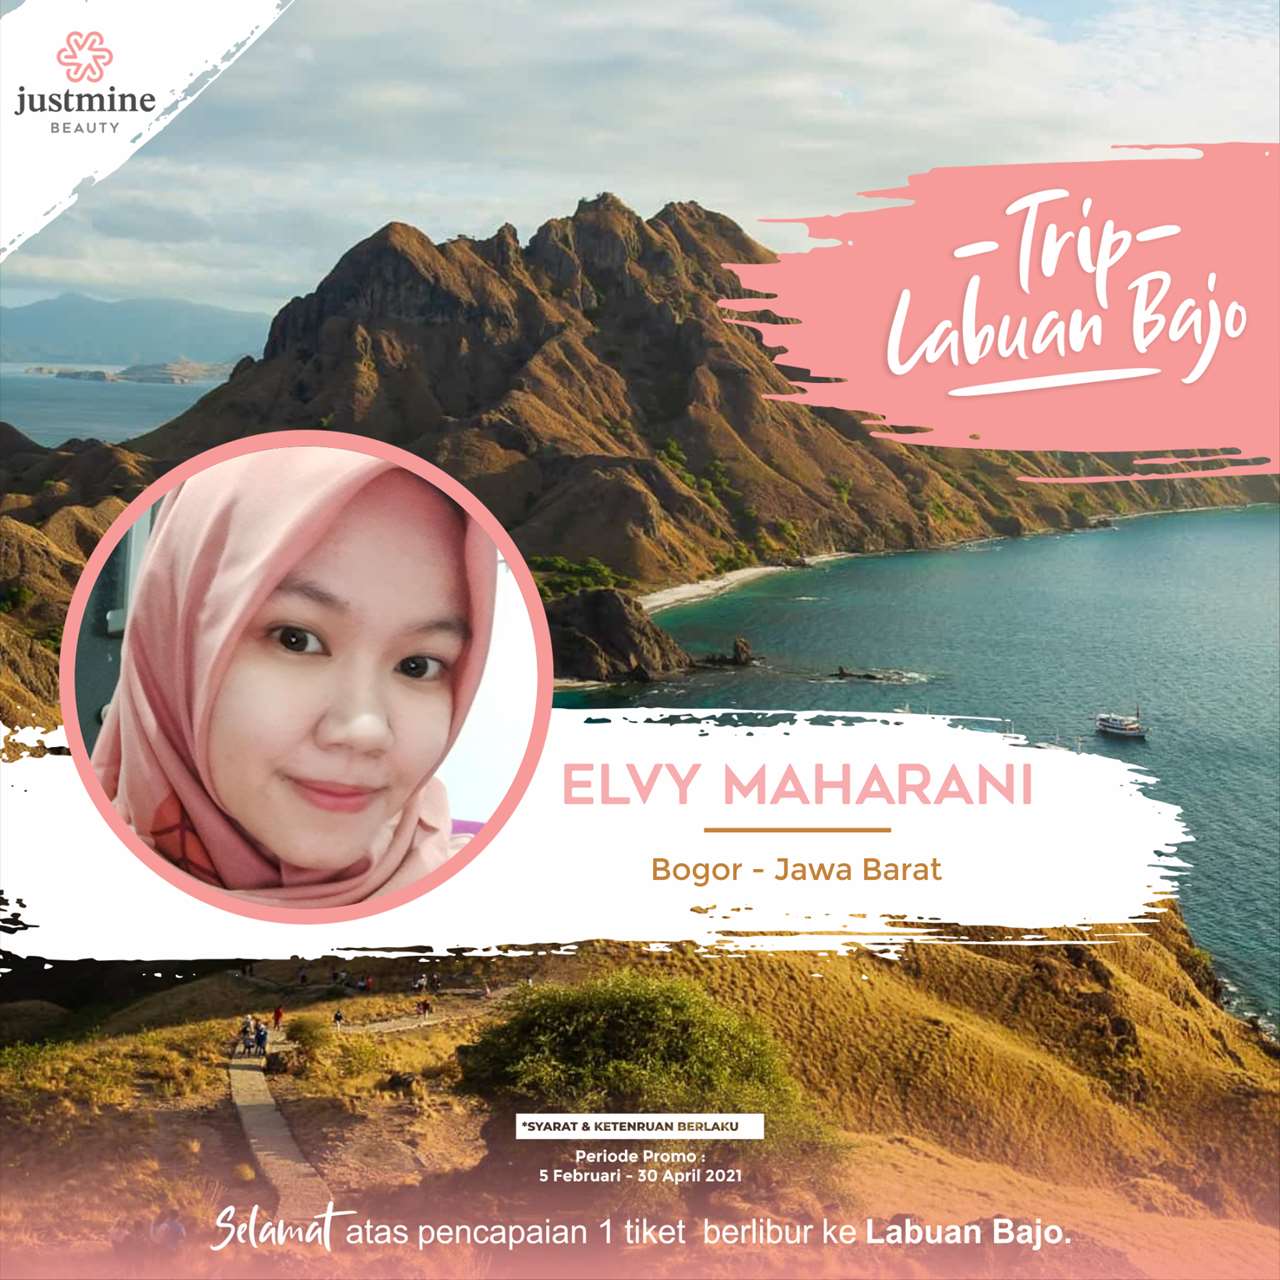 justmine
BEAUTY
-Trip-
Labuan Bajo
ELVY MAHARANI
Bogor - Jawa Barat
*SYARAT & KETENRUAN BERLAKU
Periode Promo :
5 Februari - 30 April 2021
Selamat atas pencapaian 1 tiket berlibur ke Labuan Bajo.